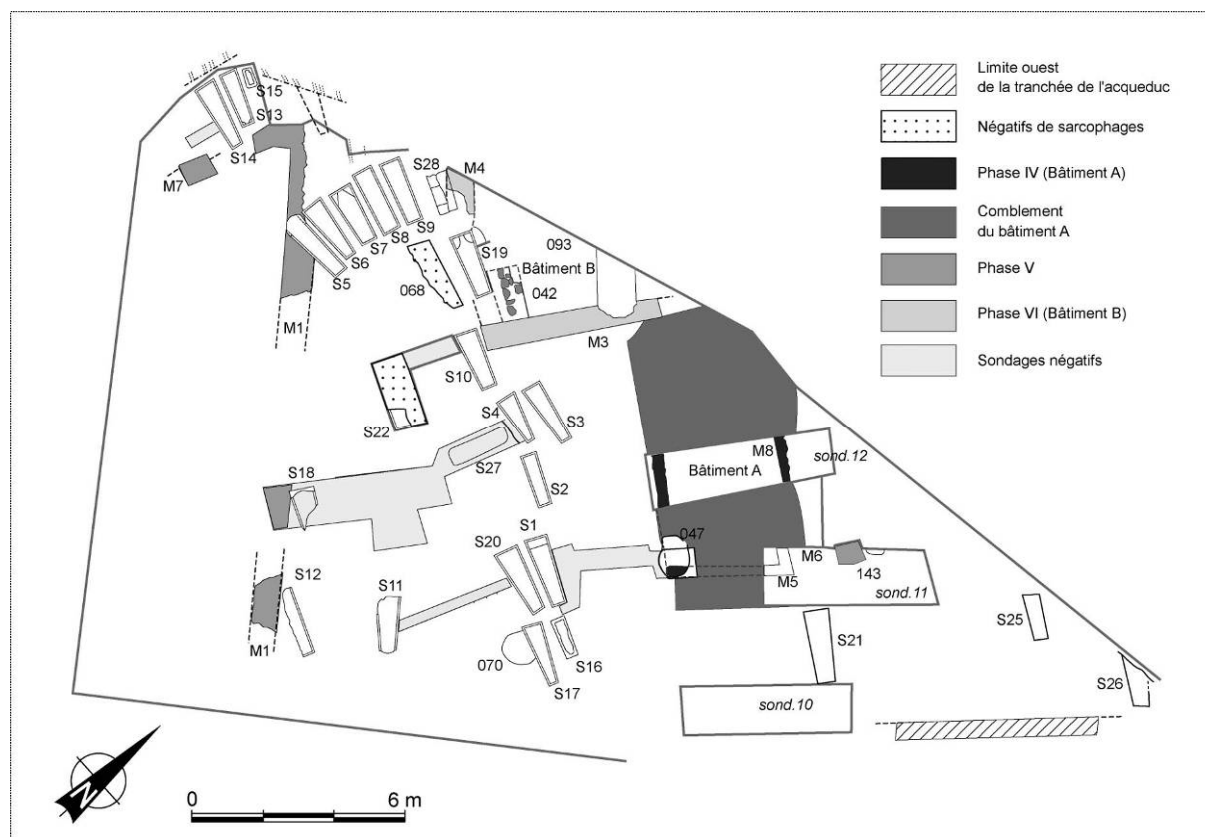 Limite ouest
de la tranchée de l'acqueduc
Négatifs de sarcophages
Phase IV (Bâtiment A)
Comblement
du bâtiment A
Phase V
Phase VI (Bâtiment B)
Sondages négatifs
S15
S13
S14
M7
S28
M4
S9
S8
S7
S6
S5
S19
093
Bâtiment B
042
068
M1
M3
S10
S22
S4
S3
S27
S18
S2
M8
Bâtiment A
sond.12
S1
S20
047
M6
M5
143
sond.11
S12
S11
M1
S25
S21
S16
070
S17
S26
sond.10
N
0
6 m